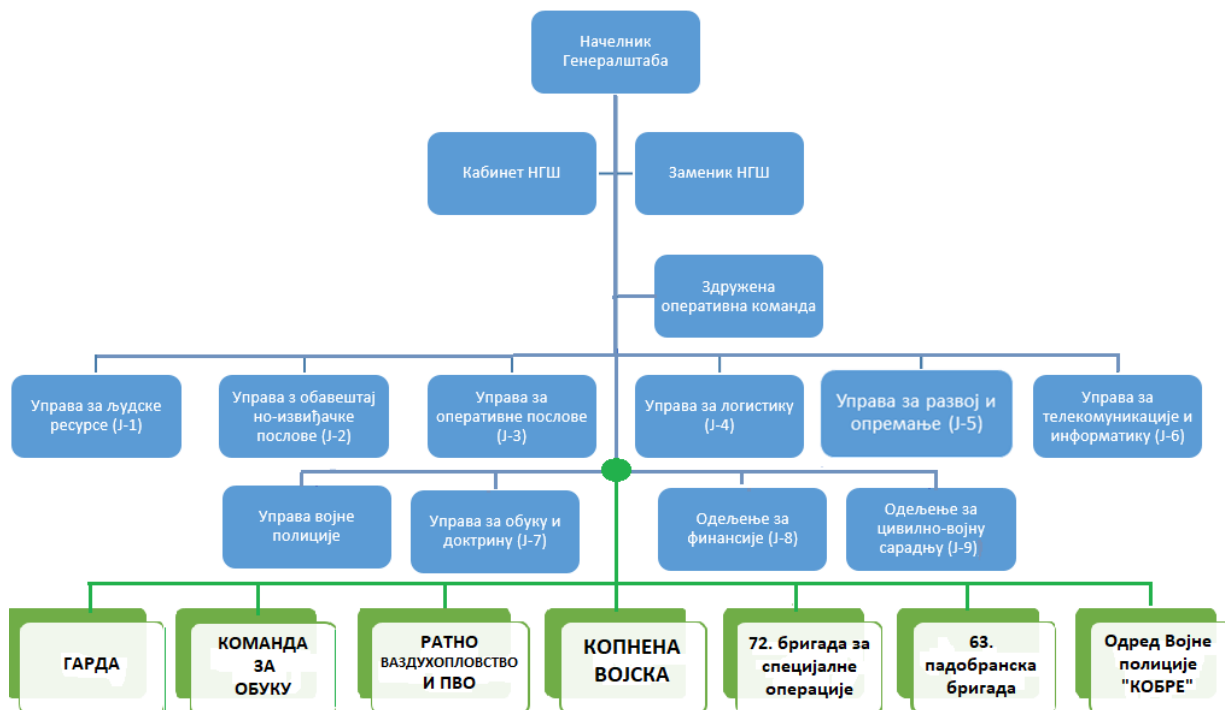 Начелник
Генералштаба
Кабинет НГШ
Заменик НГШ
Здружена
оперативна команда
Управа за људске
ресурсе (Ј-1)
Управа з обавештај
но-извиђачке
послове (Ј-2)
Управа за
оперативне послове
(Ј-3)
Управа за логистику
(Ј-4)
Управа за развој и
опремање (Ј-5)
Управа за
телекомуникације и
информатику (Ј-6)
Управа војне
полиције
Управа за обуку и
доктрину (Ј-7)
Одељење за
финансије (Ј-8)
Одељење за
цивилно-војну
сарадњу (Ј-9)
ГАРДА
КОМАНДА
ЗА
ОБУКУ
РАТНО
ВАЗДУХОПЛОВСТВО
И ПВО
КОПНЕНА
ВОЈСКА
72. бригада за
специјалне
операције
63.
падобранска
бригада
Одред Војне
полиције
"КОБРЕ"